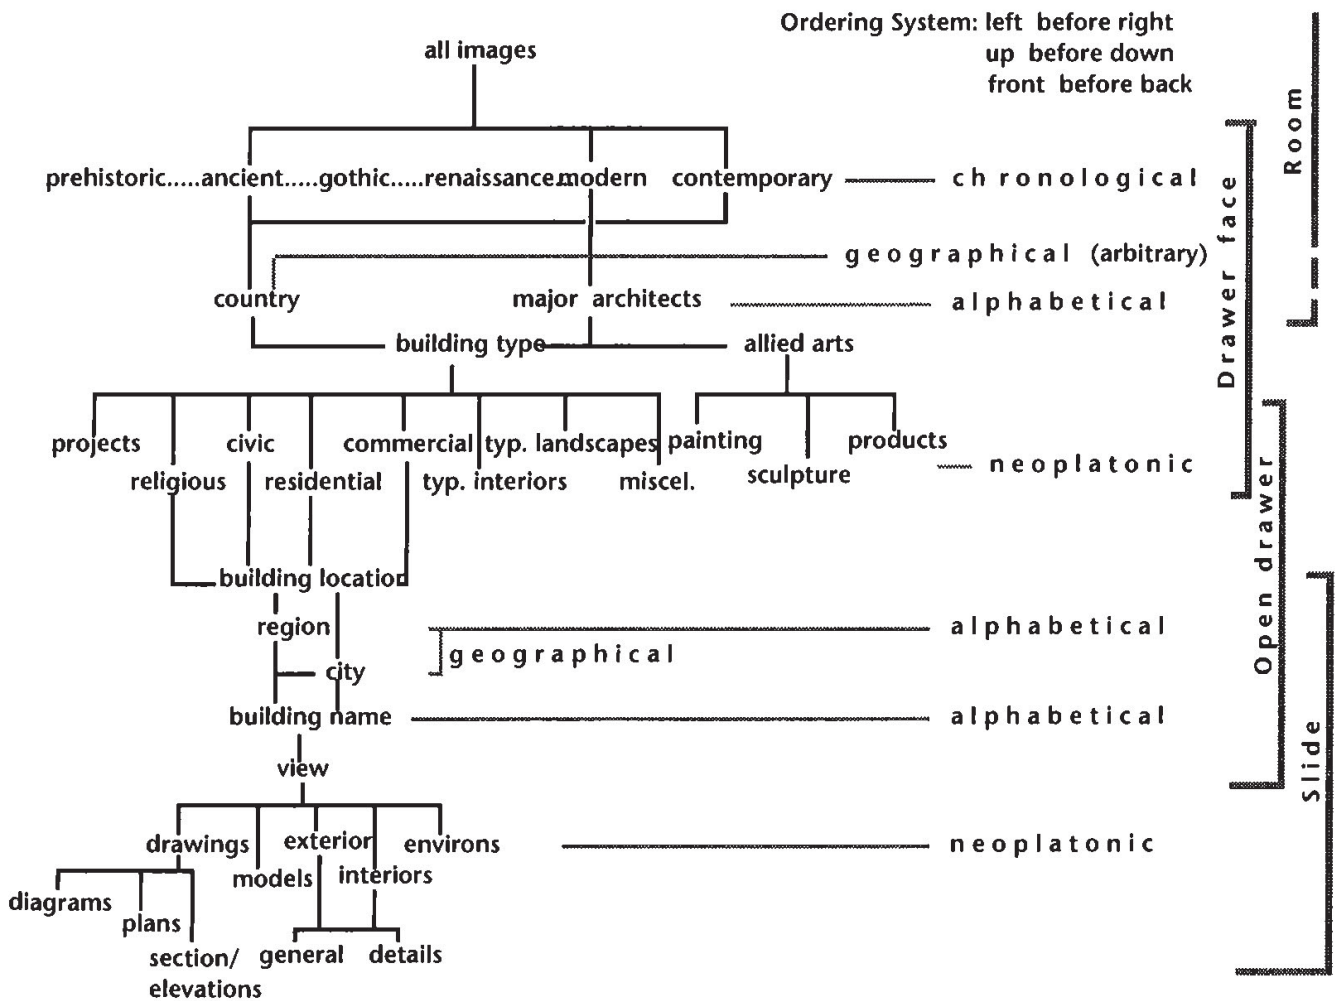 Ordering System: left before right
up before down
front before back
all images
prehistoric.....ancient.....gothic.....renaissance...modern contemporary
chronological
geographical (arbitrary)
country
major architects
alphabetical
building type
allied arts
projects
civic
commercial
typ. landscapes
painting
products
religious
residential
typ. interiors
miscel.
sculpture
neoplatonic
building location
region
alphabetical
geographical
city
building name
alphabetical
view
drawings
exterior
environs
neoplatonic
models
interiors
diagrams
plans
section/
elevations
general
details
Room
Drawer face
Open drawer
Slide